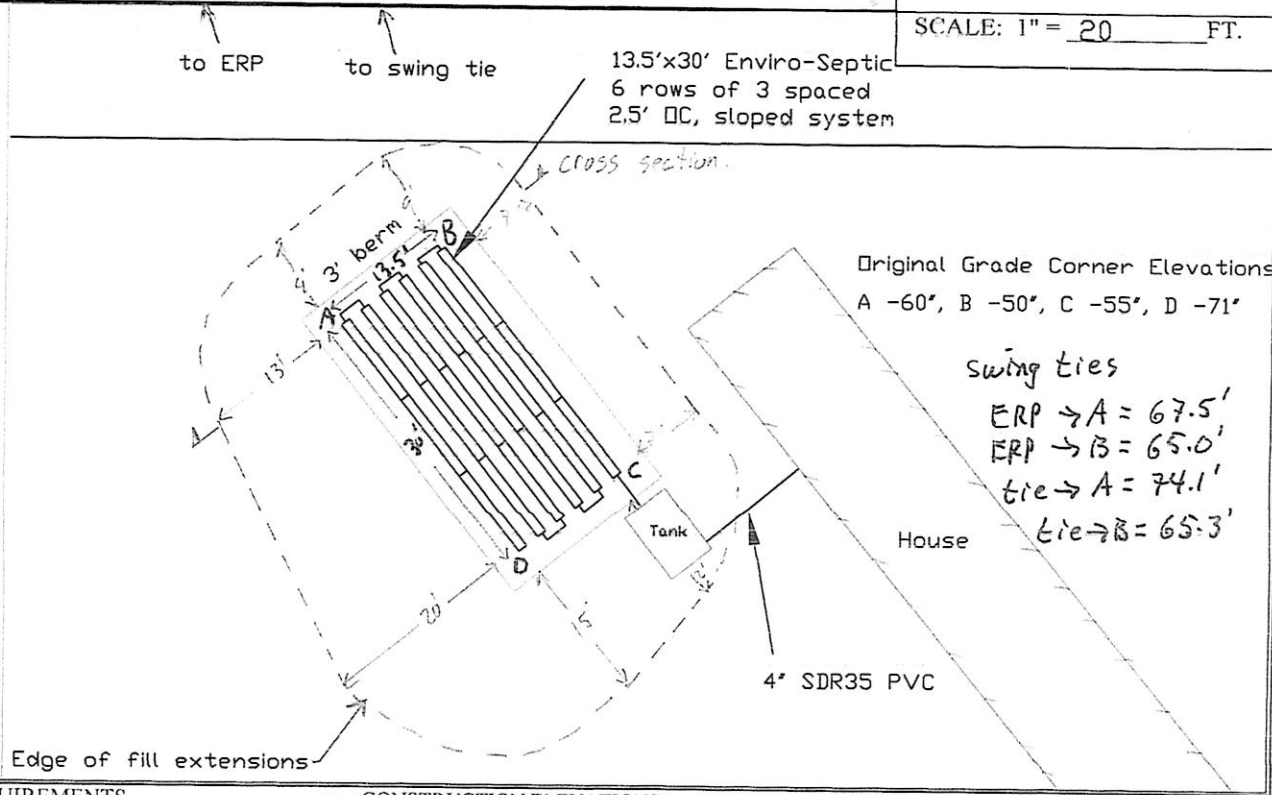 SCALE: 1" = 20 FT.
to ERP
to swing tie
13.5'x30' Enviro-Septic
6 rows of 3 spaced
2.5' OC, sloped system
cross section.
3' berm
13.5'
A
B
4'
13'
30'
Original Grade Corner Elevations
A -60", B -50", C -55", D -71"
swing ties
ERP → A = 67.5'
ERP → B = 65.0'
tie → A = 74.1'
tie → B = 65.3'
C
Tank
House
D
12'
20'
15'
4" SDR35 PVC
Edge of fill extensions